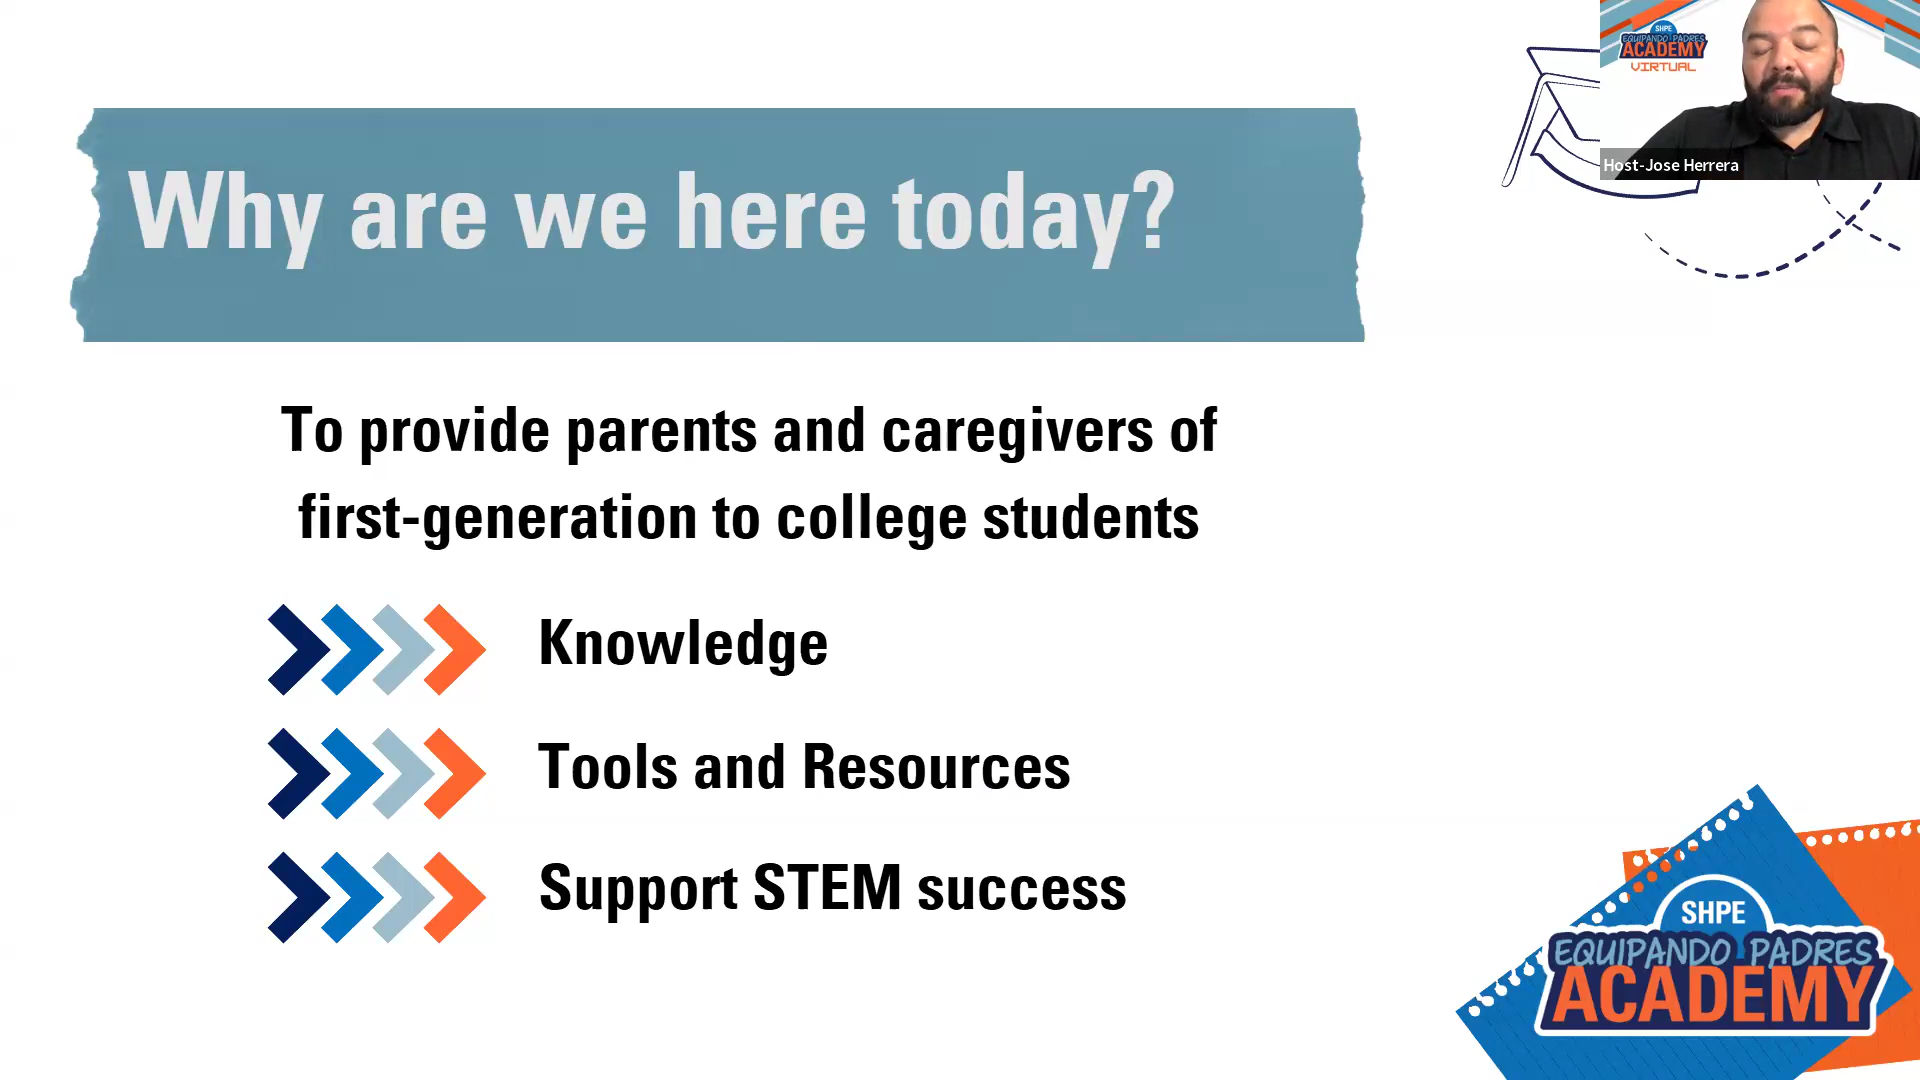 SHPE
EQUIPANDO PADRES
ACADEMY
VIRTUAL
Host-Jose Herrera
Why are we here today?
To provide parents and caregivers of
first-generation to college students
Knowledge
Tools and Resources
Support STEM success
SHPE
EQUIPANDO PADRES
ACADEMY